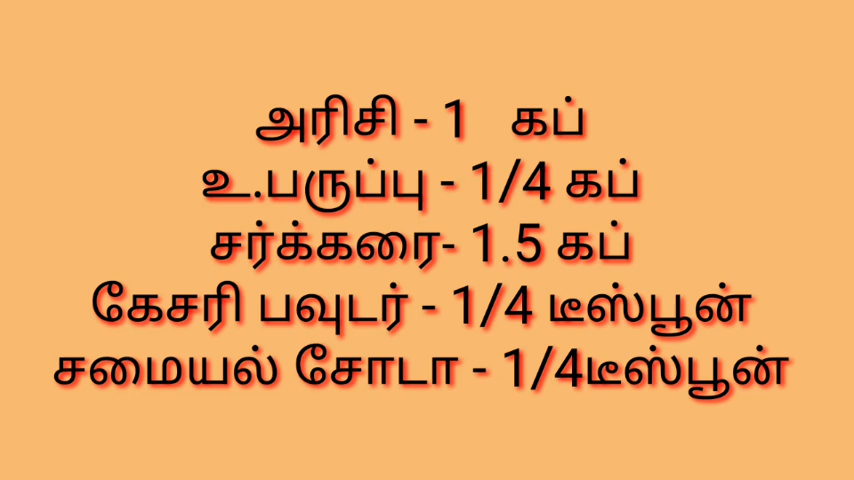 அரிசி - 1 கப்
உ.பருப்பு - 1/4 கப்
சர்க்கரை- 1.5 கப்
கேசரி பவுடர் - 1/4 டீஸ்பூன்
சமையல் சோடா - 1/4டீஸ்பூன்